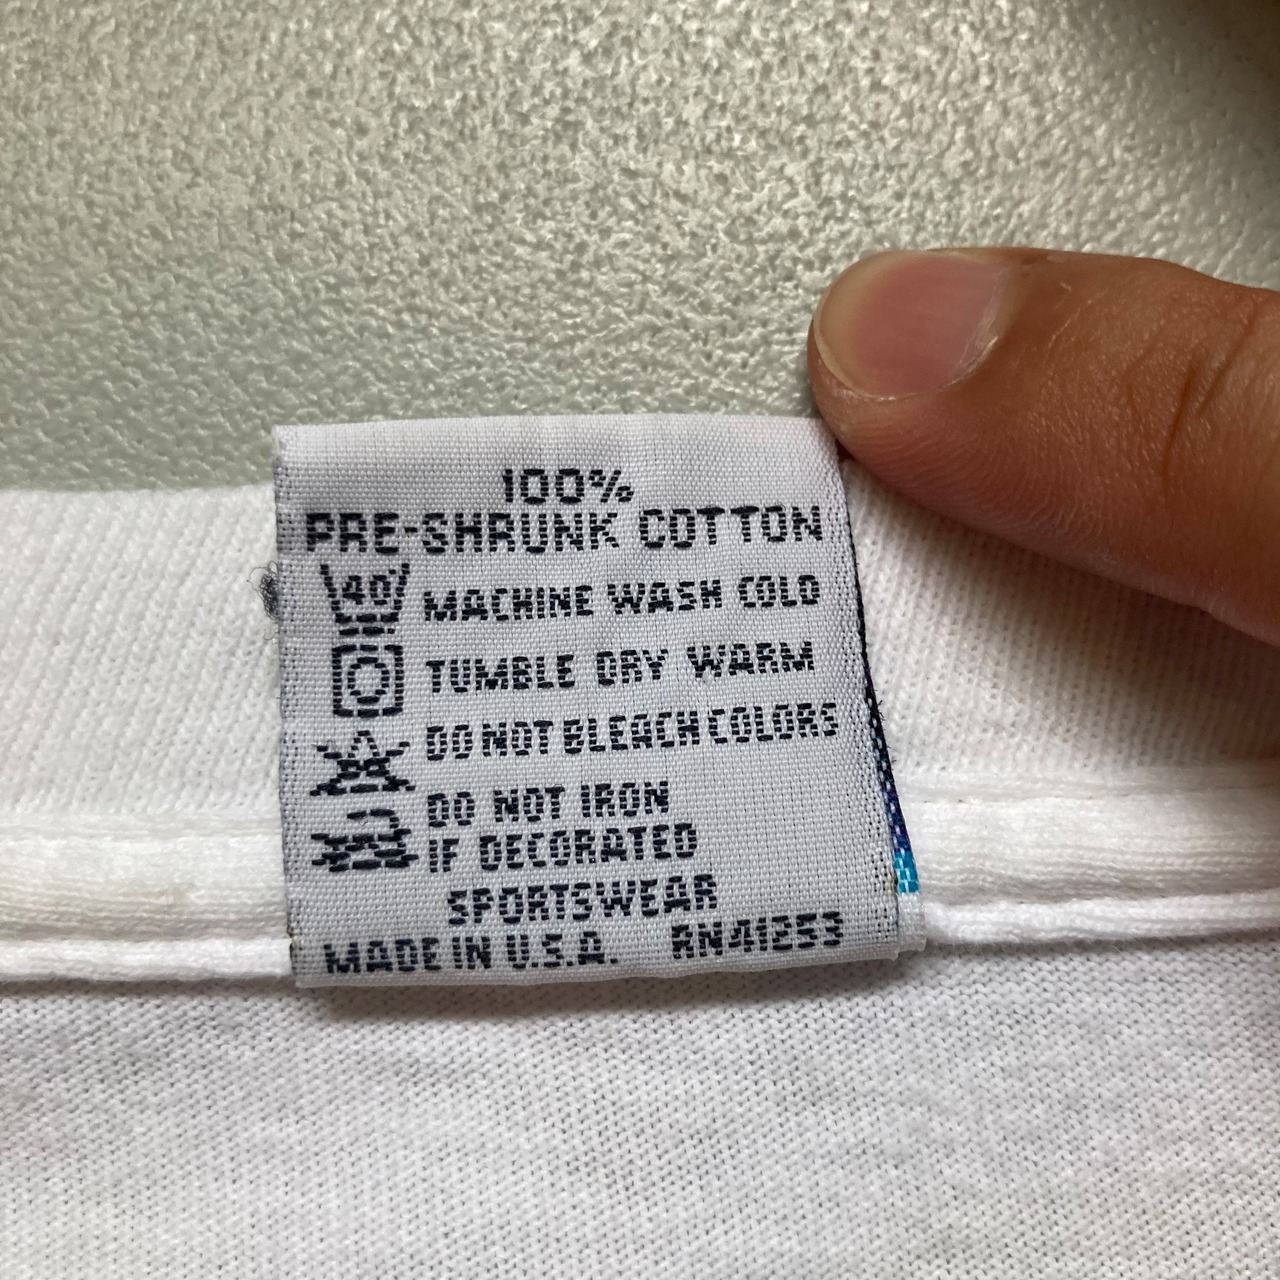 100%
PRE-SHRUNK COTTON
40° MACHINE WASH COLD
TUMBLE DRY WARM
DO NOT BLEACH COLORS
DO NOT IRON
IF DECORATED
SPORTSWEAR
MADE IN U.S.A. RN41253